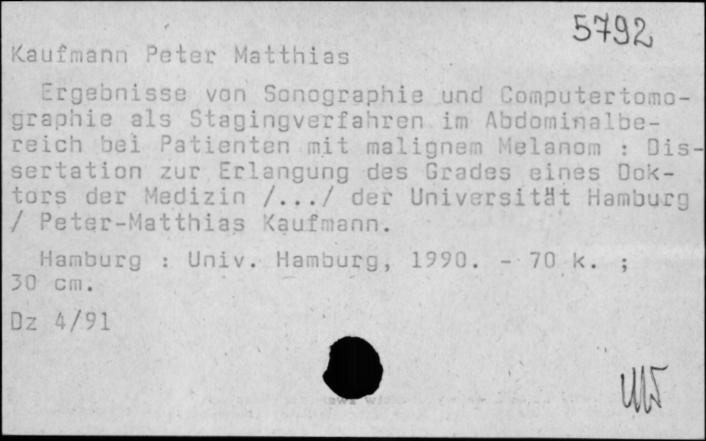 5792
Kaufmann Peter Matthias
Ergebnisse von Sonographie und Computertomo-
graphie als Stagingverfahren im Abdominalbe-
reich bei Patienten mit malignem Melanom : Dis-
sertation zur Erlangung des Grades eines Dok-
tors der Medizin /.../ der Universität Hamburg
/ Peter-Matthias Kaufmann.
Hamburg : Univ. Hamburg, 1990. - 70 k. ;
30 cm.
Dz 4/91